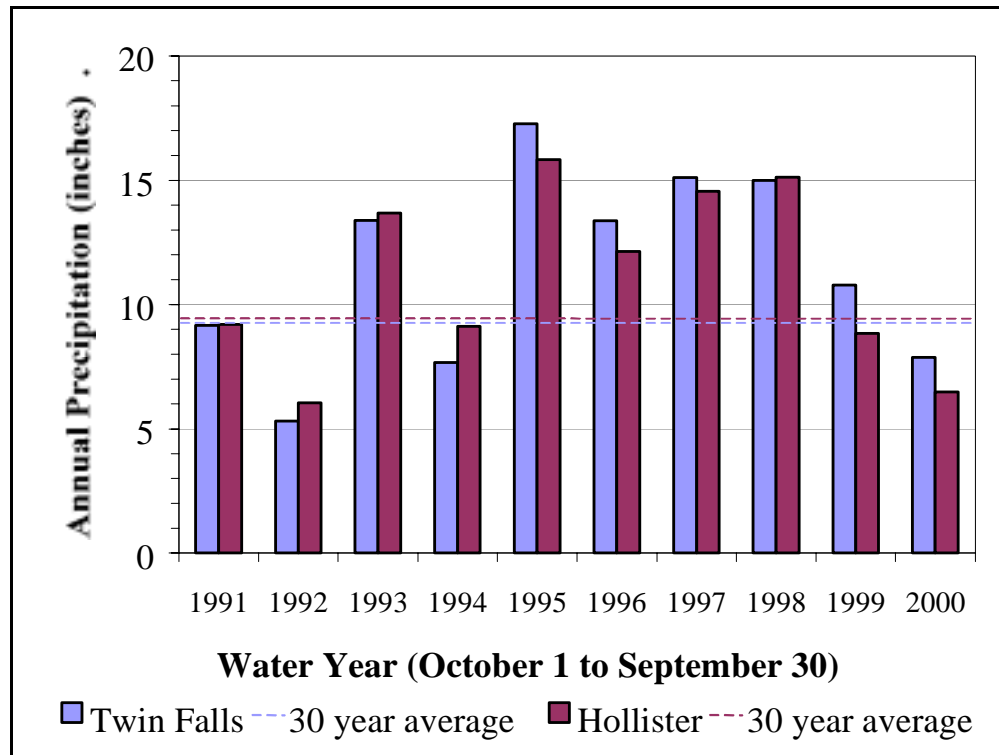 20
15
10
5
0
Annual Precipitation (inches) .
1991 1992 1993 1994 1995 1996 1997 1998 1999 2000
Water Year (October 1 to September 30)
Twin Falls 30 year average Hollister 30 year average